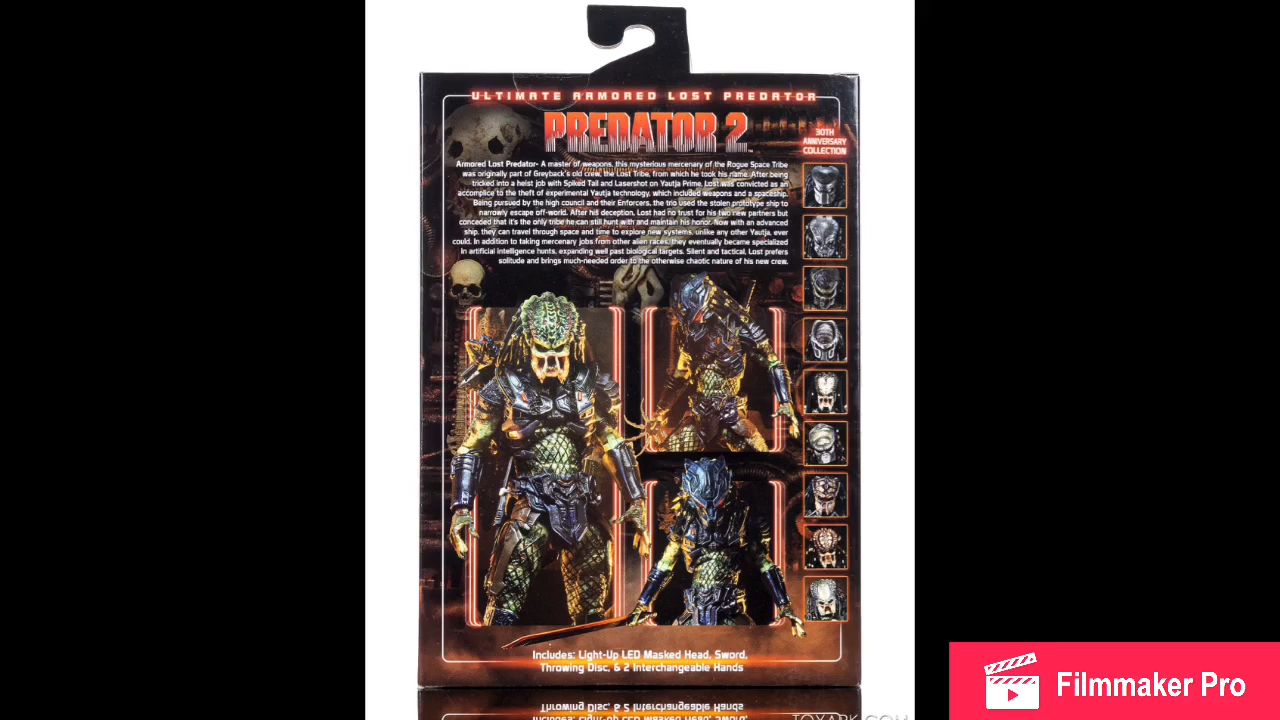 ULTIMATE ARMORED LOST PREDATOR
PREDATOR 2
30TH
ANNIVERSARY
COLLECTION
Armored Lost Predator- A master of weapons, this mysterious mercenary of the Rogue Space Tribe
was originally part of Greyback's old crew, the Lost Tribe, from which he took his name. After being
tricked into a heist job with Spiked Tail and Lasershot on Yautja Prime, Lost was convicted as an
accomplice to the theft of experimental Yautja technology, which included weapons and a spaceship.
Being pursued by the high council and their Enforcers, the trio used the stolen prototype ship to
narrowly escape off-world. After his deception, Lost had no trust for his two new partners but
conceded that it's the only tribe he can still hunt with and maintain his honor. Now with an advanced
ship, they can travel through space and time to explore new systems, unlike any other Yautja, ever
could. In addition to taking mercenary jobs from other alien races, they eventually became specialized
in artificial intelligence hunts, expanding well past biological targets. Silent and tactical, Lost prefers
solitude and brings much-needed order to the otherwise chaotic nature of his new crew.
Includes: Light-Up LED Masked Head, Sword,
Throwing Disc, & 2 Interchangeable Hands
TOYARK.COM
Filmmaker Pro